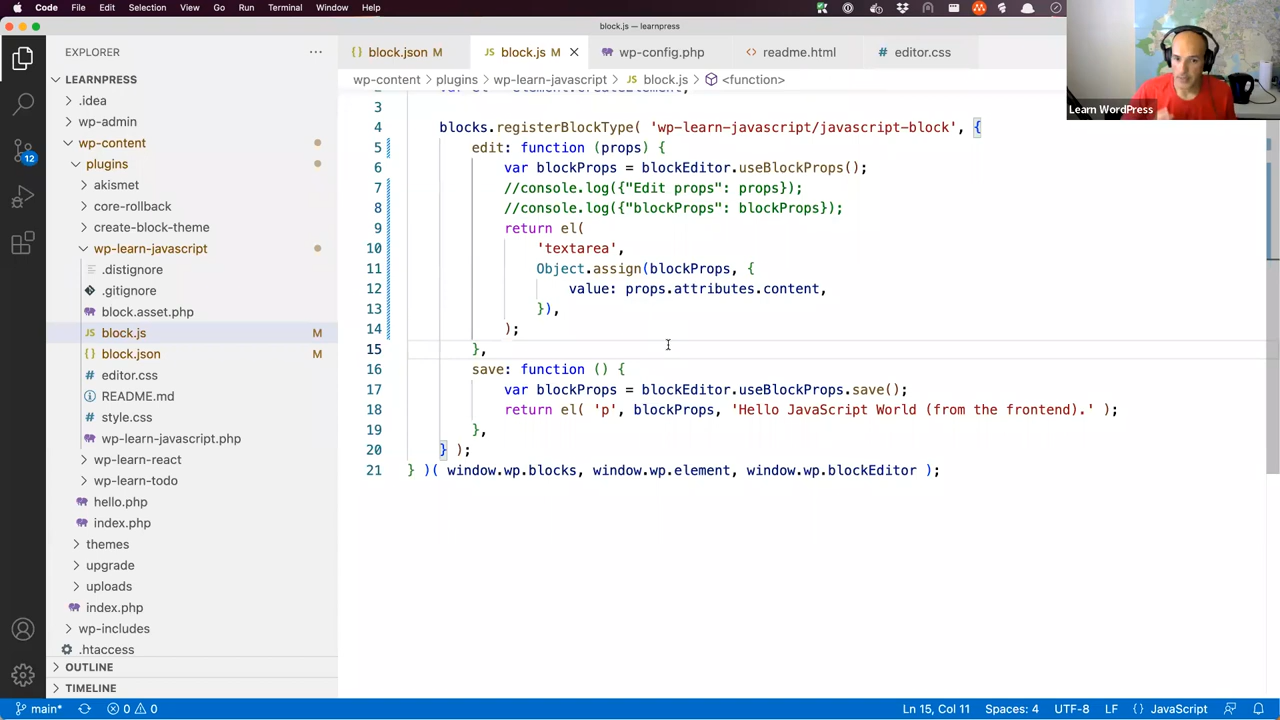 Code File Edit Selection View Go Run Terminal Window Help
block.js — learnpress
EXPLORER
LEARNPRESS
.idea
wp-admin
wp-content
plugins
akismet
core-rollback
create-block-theme
wp-learn-javascript
.distignore
.gitignore
block.asset.php
block.js M
block.json M
editor.css
README.md
style.css
wp-learn-javascript.php
wp-learn-react
wp-learn-todo
hello.php
index.php
themes
upgrade
uploads
index.php
wp-includes
.htaccess
OUTLINE
TIMELINE
12
block.json M block.js M wp-config.php readme.html editor.css
wp-content > plugins > wp-learn-javascript > block.js > <function>
3
4 blocks.registerBlockType( 'wp-learn-javascript/javascript-block', {
5 edit: function (props) {
6 var blockProps = blockEditor.useBlockProps();
7 //console.log({"Edit props": props});
8 //console.log({"blockProps": blockProps});
9 return el(
10 'textarea',
11 Object.assign(blockProps, {
12 value: props.attributes.content,
13 }),
14 );
15 },
16 save: function () {
17 var blockProps = blockEditor.useBlockProps.save();
18 return el( 'p', blockProps, 'Hello JavaScript World (from the frontend).' );
19 },
20 } );
21 } )( window.wp.blocks, window.wp.element, window.wp.blockEditor );
Learn WordPress
main* 0 0 Ln 15, Col 11 Spaces: 4 UTF-8 LF {} JavaScript